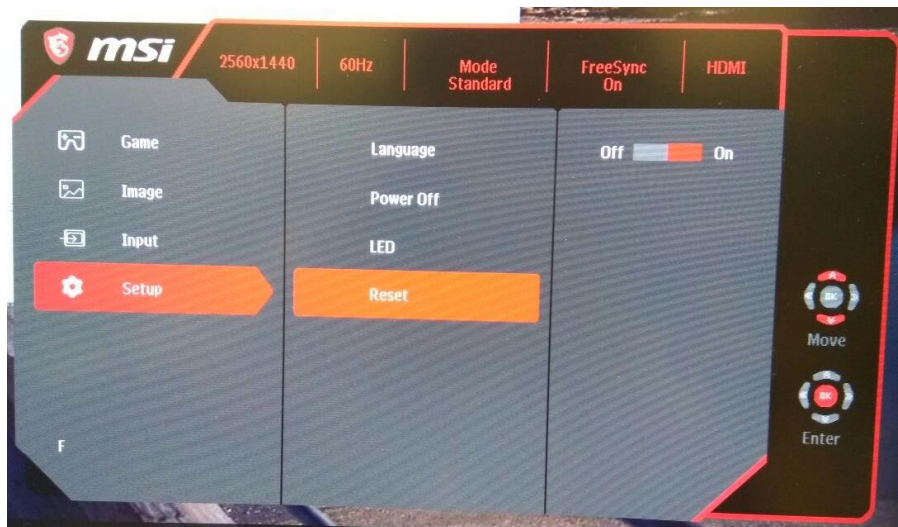 msi
2560x1440
60Hz
Mode
Standard
FreeSync
On
HDMI
Game
Image
Input
Setup
F
Language
Power Off
LED
Reset
Off On
OK
Move
OK
Enter